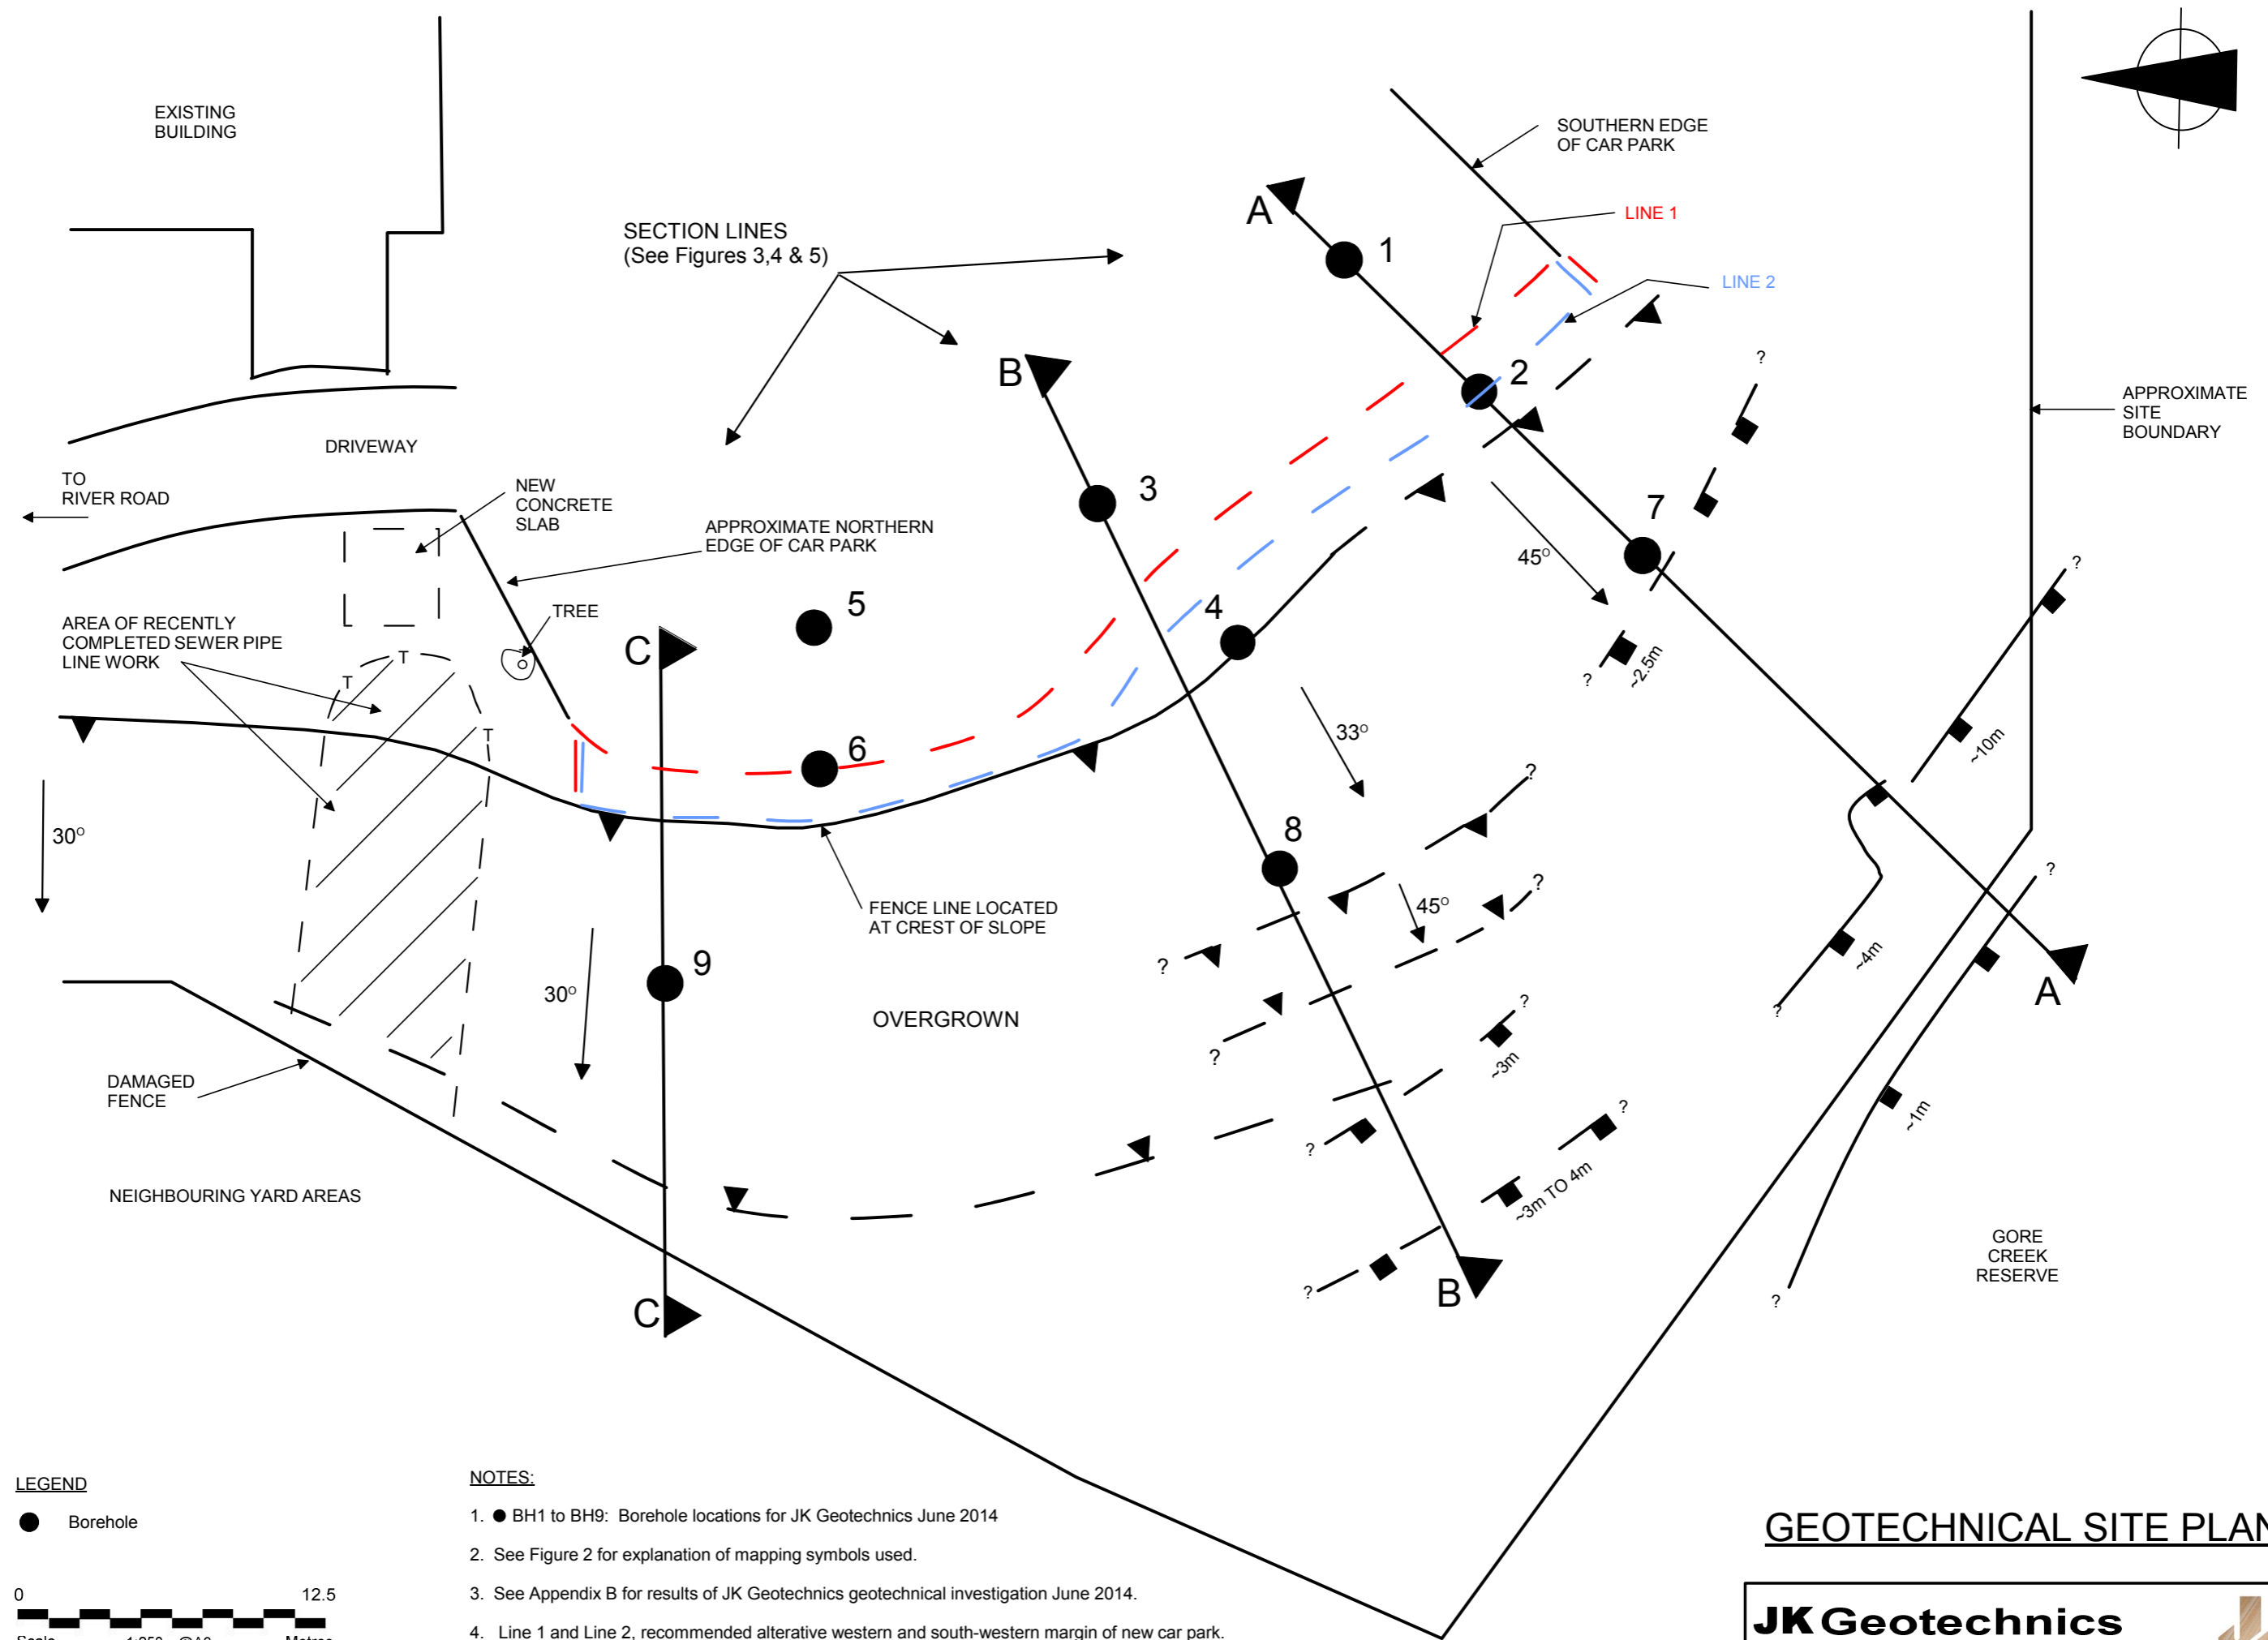 EXISTING
BUILDING
SOUTHERN EDGE
OF CAR PARK
LINE 1
LINE 2
SECTION LINES
(See Figures 3,4 & 5)
A
1
B
2
?
APPROXIMATE
SITE
BOUNDARY
DRIVEWAY
TO
RIVER ROAD
NEW
CONCRETE
SLAB
APPROXIMATE NORTHERN
EDGE OF CAR PARK
3
7
45°
?
TREE
5
4
AREA OF RECENTLY
COMPLETED SEWER PIPE
LINE WORK
T
T
T
C
?
~2.5m
33°
~10m
6
30°
8
?
?
?
45°
FENCE LINE LOCATED
AT CREST OF SLOPE
9
30°
?
~4m
A
?
?
?
OVERGROWN
~3m
DAMAGED
FENCE
~1m
?
?
NEIGHBOURING YARD AREAS
~3m TO 4m
GORE
CREEK
RESERVE
?
B
?
C
LEGEND
Borehole
0 12.5
Scale 1:250 @A3 Metres
NOTES:
1. ● BH1 to BH9: Borehole locations for JK Geotechnics June 2014
2. See Figure 2 for explanation of mapping symbols used.
3. See Appendix B for results of JK Geotechnics geotechnical investigation June 2014.
4. Line 1 and Line 2, recommended alterative western and south-western margin of new car park.
GEOTECHNICAL SITE PLAN
JK Geotechnics